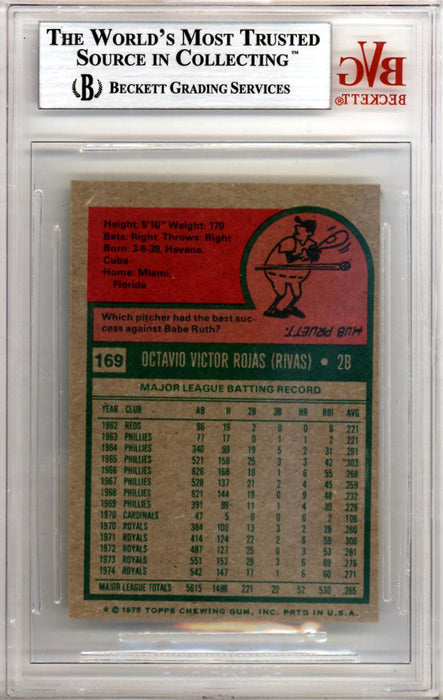 THE WORLD'S MOST TRUSTED
SOURCE IN COLLECTING™
B BECKETT GRADING SERVICES
BVG
BECKETT®
Height: 5'10" Weight: 170
Bats: Right Throws: Right
Born: 3-6-39, Havana,
Cuba
Home: Miami,
Florida
Which pitcher had the best suc-
cess against Babe Ruth?
HUB PRUETT.
169 OCTAVIO VICTOR ROJAS (RIVAS) • 2B
MAJOR LEAGUE BATTING RECORD
YEAR CLUB AB H 2B 3B HR RBI AVG
1962 REDS 86 19 2 0 0 6 .221
1963 PHILLIES 77 17 0 1 1 2 .221
1964 PHILLIES 340 99 19 5 2 31 .291
1965 PHILLIES 521 158 25 3 3 42 *.303
1966 PHILLIES 626 168 18 1 6 55 .268
1967 PHILLIES 528 137 21 2 4 45 .259
1968 PHILLIES 621 144 19 0 9 48 .232
1969 PHILLIES 391 89 11 1 4 30 .228
1970 CARDINALS 47 5 0 0 0 2 .106
1970 ROYALS 384 100 13 3 2 28 .260
1971 ROYALS 414 124 22 2 6 59 .300
1972 ROYALS 487 127 25 0 3 53 .261
1973 ROYALS 551 152 29 3 6 69 .276
1974 ROYALS 542 147 17 1 6 60 .271
MAJOR LEAGUE TOTALS 5615 1486 221 22 52 530 .265
* © 1975 TOPPS CHEWING GUM, INC. PRTD IN U.S.A.